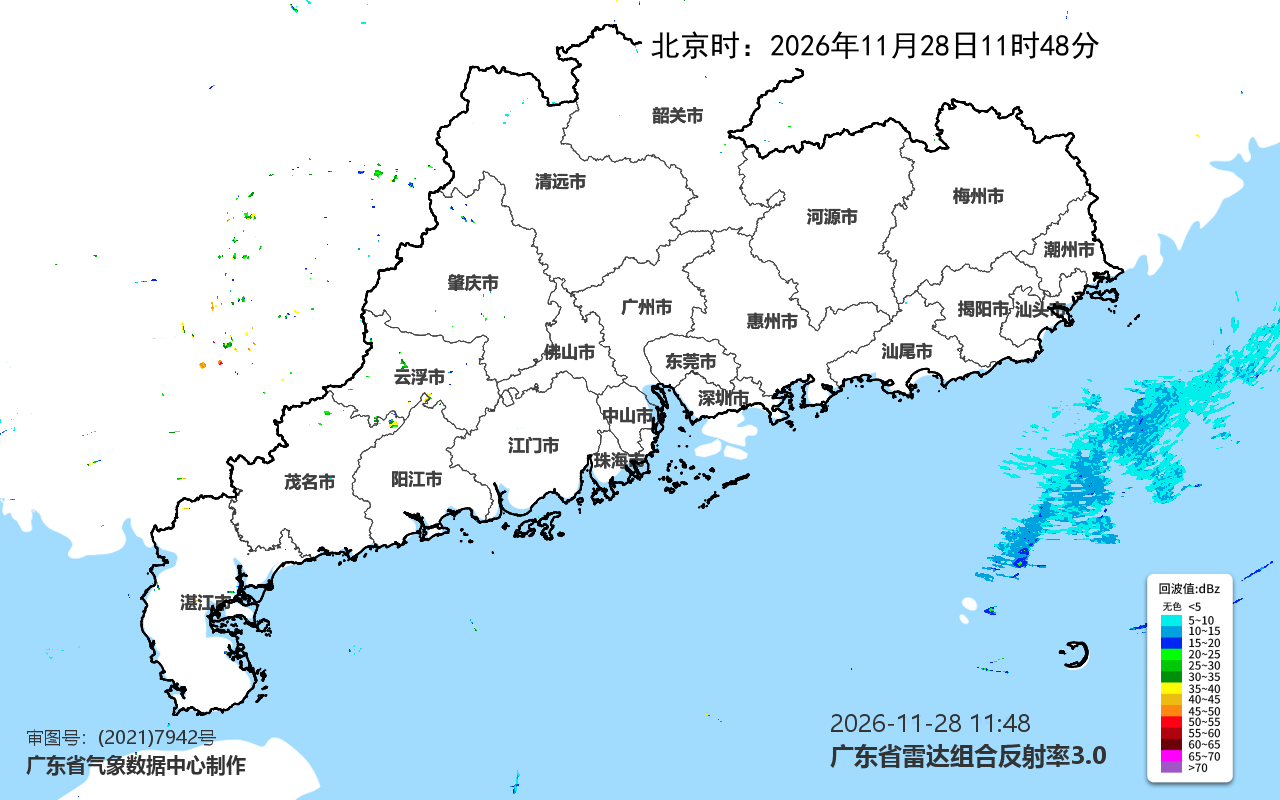 北京时：2026年11月28日11时48分
韶关市
清远市
梅州市
河源市
潮州市
肇庆市
广州市
揭阳市
汕头市
惠州市
佛山市
汕尾市
东莞市
云浮市
深圳市
中山市
江门市
珠海市
阳江市
茂名市
湛江市
回波值:dBz
无色 <5
5~10
10~15
15~20
20~25
25~30
30~35
35~40
40~45
45~50
50~55
55~60
60~65
65~70
>70
2026-11-28 11:48
广东省雷达组合反射率3.0
审图号：(2021)7942号
广东省气象数据中心制作